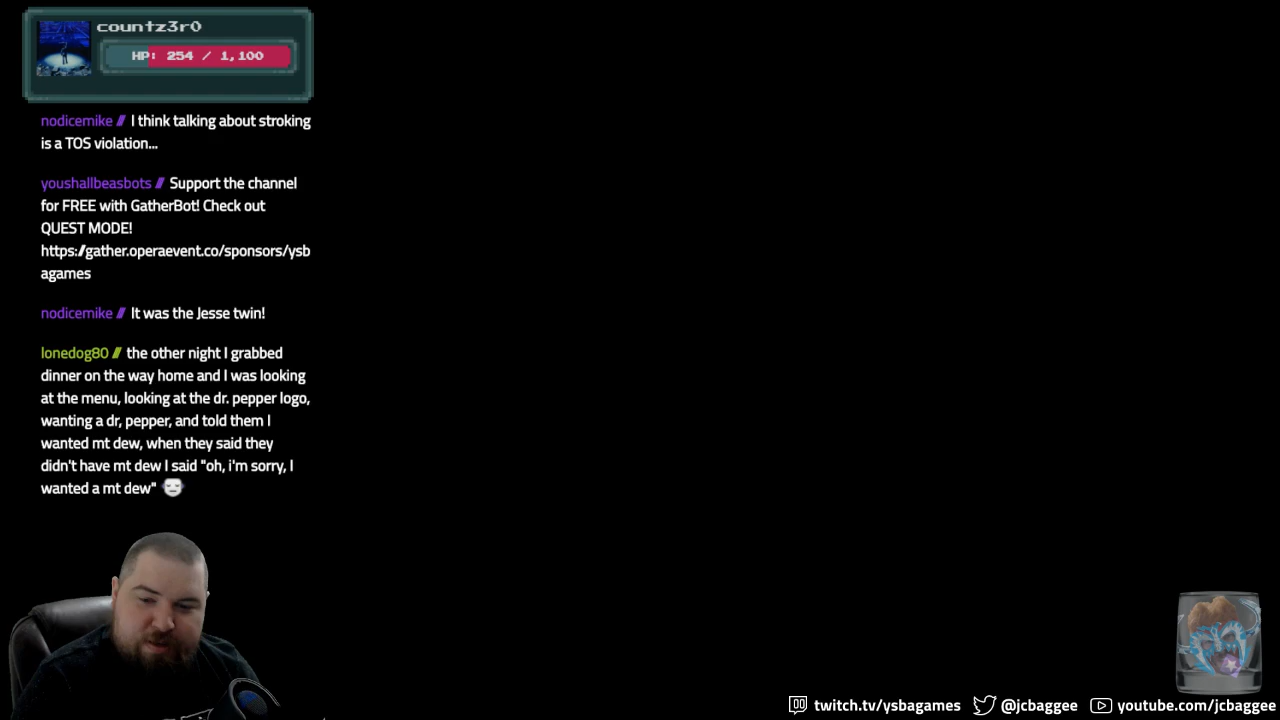 countz3r0
HP: 254 / 1,100
nodicemike // I think talking about stroking
is a TOS violation...
youshallbeasbots // Support the channel
for FREE with GatherBot! Check out
QUEST MODE!
https://gather.operaevent.co/sponsors/ysb
agames
nodicemike // It was the Jesse twin!
lonedog80 // the other night I grabbed
dinner on the way home and I was looking
at the menu, looking at the dr. pepper logo,
wanting a dr, pepper, and told them I
wanted mt dew, when they said they
didn't have mt dew I said "oh, i'm sorry, I
wanted a mt dew"
twitch.tv/ysbagames @jcbaggee youtube.com/jcbaggee